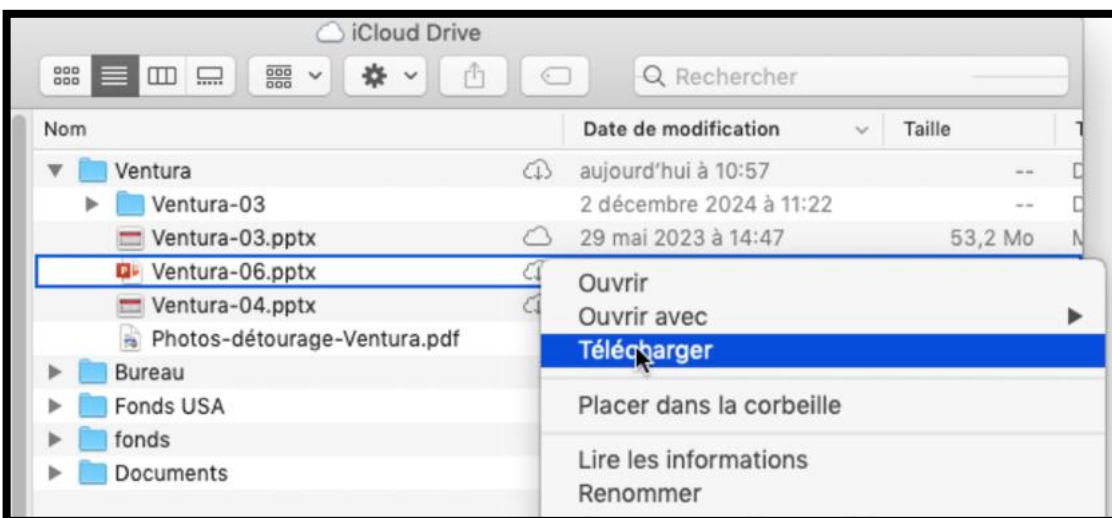 iCloud Drive
Rechercher
Nom Date de modification Taille
Ventura aujourd'hui à 10:57 --
Ventura-03 2 décembre 2024 à 11:22 --
Ventura-03.pptx 29 mai 2023 à 14:47 53,2 Mo
Ventura-06.pptx
Ventura-04.pptx
Photos-détourage-Ventura.pdf
Bureau
Fonds USA
fonds
Documents
Ouvrir
Ouvrir avec
Télécharger
Placer dans la corbeille
Lire les informations
Renommer